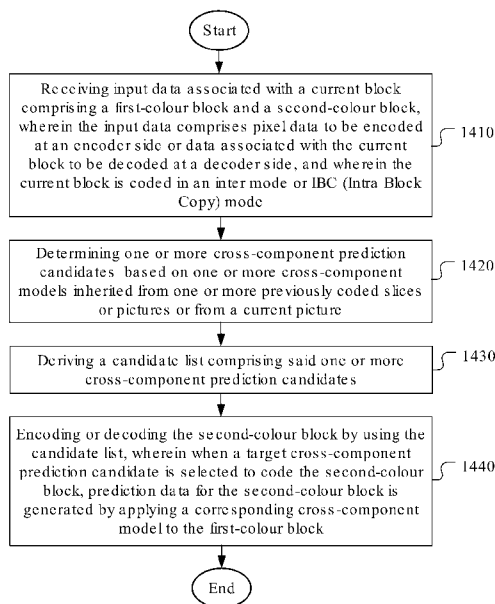 Start
Receiving input data associated with a current block
comprising a first-colour block and a second-colour block,
wherein the input data comprises pixel data to be encoded
at an encoder side or data associated with the current
block to be decoded at a decoder side, and wherein the
current block is coded in an inter mode or IBC (Intra Block
Copy) mode
1410
Determining one or more cross-component prediction
candidates based on one or more cross-component
models inherited from one or more previously coded slices
or pictures or from a current picture
1420
Deriving a candidate list comprising said one or more
cross-component prediction candidates
1430
Encoding or decoding the second-colour block by using the
candidate list, wherein when a target cross-component
prediction candidate is selected to code the second-colour
block, prediction data for the second-colour block is
generated by applying a corresponding cross-component
model to the first-colour block
1440
End